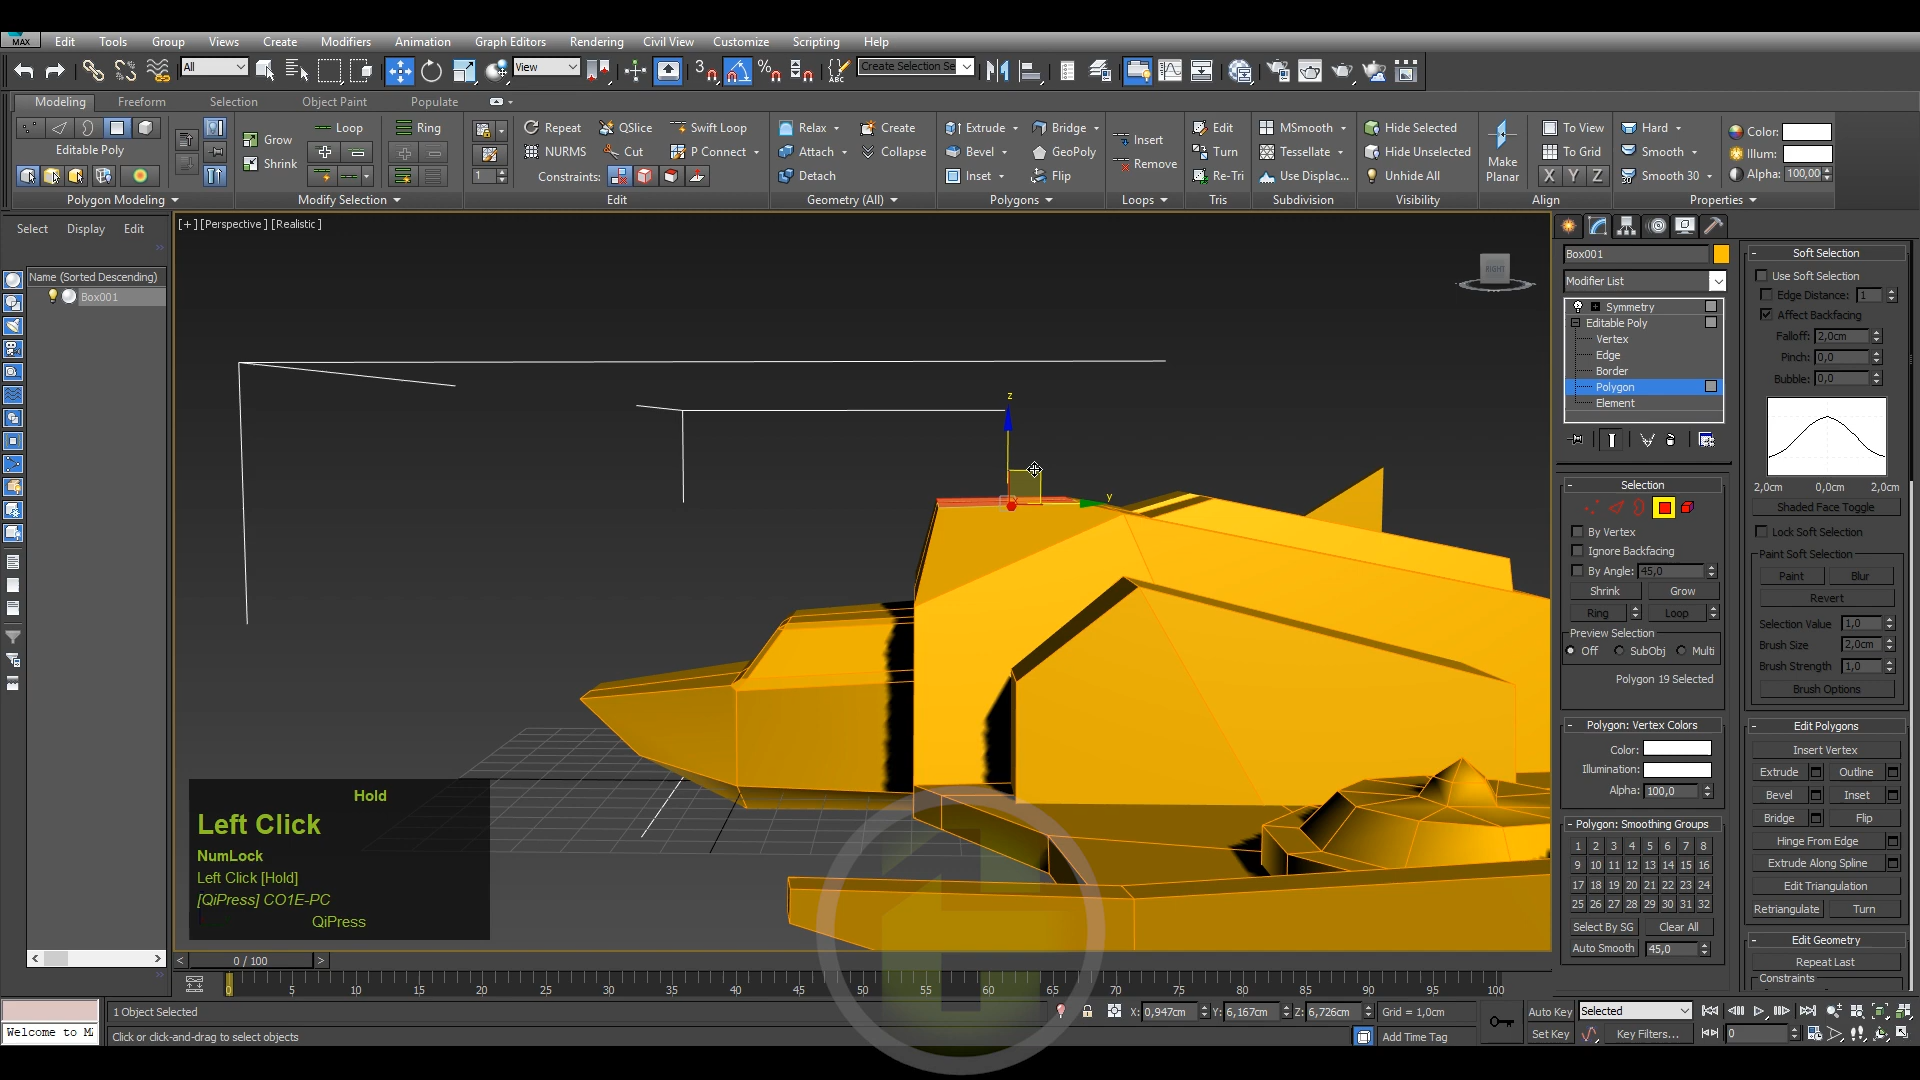 MAX Edit Tools Group Views Create Modifiers Animation Graph Editors Rendering Civil View Customize Scripting Help
All View 3 Create Selection Se
Modeling Freeform Selection Object Paint Populate
Grow Loop Ring Repeat QSlice Swift Loop Relax Create Extrude Bridge Insert Edit MSmooth Hide Selected To View Hard Color:
Editable Poly Shrink NURMS Cut P Connect Attach Collapse Bevel GeoPoly Remove Turn Tessellate Hide Unselected Make Planar To Grid Smooth Illum:
1 Constraints: Detach Inset Flip Re-Tri Use Displac... Unhide All X Y Z Smooth 30 Alpha: 100,00
Polygon Modeling Modify Selection Edit Geometry (All) Polygons Loops Tris Subdivision Visibility Align Properties
Select Display Edit
Name (Sorted Descending)
Box001
[+] [Perspective ] [Realistic ]
RIGHT
z
y
Hold
Left Click
NumLock
Left Click [Hold]
[QiPress] CO1E-PC
QiPress
Box001
Modifier List
Symmetry
Editable Poly
Vertex
Edge
Border
Polygon
Element
Selection
By Vertex
Ignore Backfacing
By Angle: 45,0
Shrink Grow
Ring Loop
Preview Selection
Off SubObj Multi
Polygon 19 Selected
Polygon: Vertex Colors
Color:
Illumination:
Alpha: 100,0
Polygon: Smoothing Groups
1 2 3 4 5 6 7 8
9 10 11 12 13 14 15 16
17 18 19 20 21 22 23 24
25 26 27 28 29 30 31 32
Select By SG Clear All
Auto Smooth 45,0
Soft Selection
Use Soft Selection
Edge Distance: 1
Affect Backfacing
Falloff: 2,0cm
Pinch: 0,0
Bubble: 0,0
2,0cm 0,0cm 2,0cm
Shaded Face Toggle
Lock Soft Selection
Paint Soft Selection
Paint Blur
Revert
Selection Value 1,0
Brush Size 2,0cm
Brush Strength 1,0
Brush Options
Edit Polygons
Insert Vertex
Extrude Outline
Bevel Inset
Bridge Flip
Hinge From Edge
Extrude Along Spline
Edit Triangulation
Retriangulate Turn
Edit Geometry
Repeat Last
Constraints
< 0 / 100 >
0 5 10 15 20 25 30 35 40 45 50 55 60 65 70 75 80 85 90 95 100
1 Object Selected X: 0,947cm Y: 6,167cm Z: 6,726cm Grid = 1,0cm Auto Key Selected
Welcome to Click or click-and-drag to select objects Add Time Tag Set Key Key Filters... 0